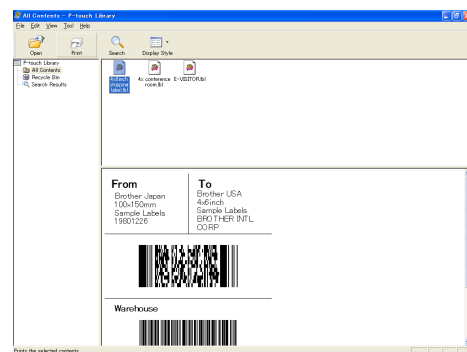 All Contents - P-touch Library
File Edit View Tool Help
Open Print Search Display Style
P-touch Library
All Contents
Recycle Bin
Search Results
4x6inch shipping label.lbl
4x conference room.lbl
E-VISITOR.lbl
From
Brother Japan
100x150mm
Sample Labels
19801226
To
Brother USA
4x6inch
Sample Labels
BROTHER INTL
CORP
Warehouse
Prints the selected contents